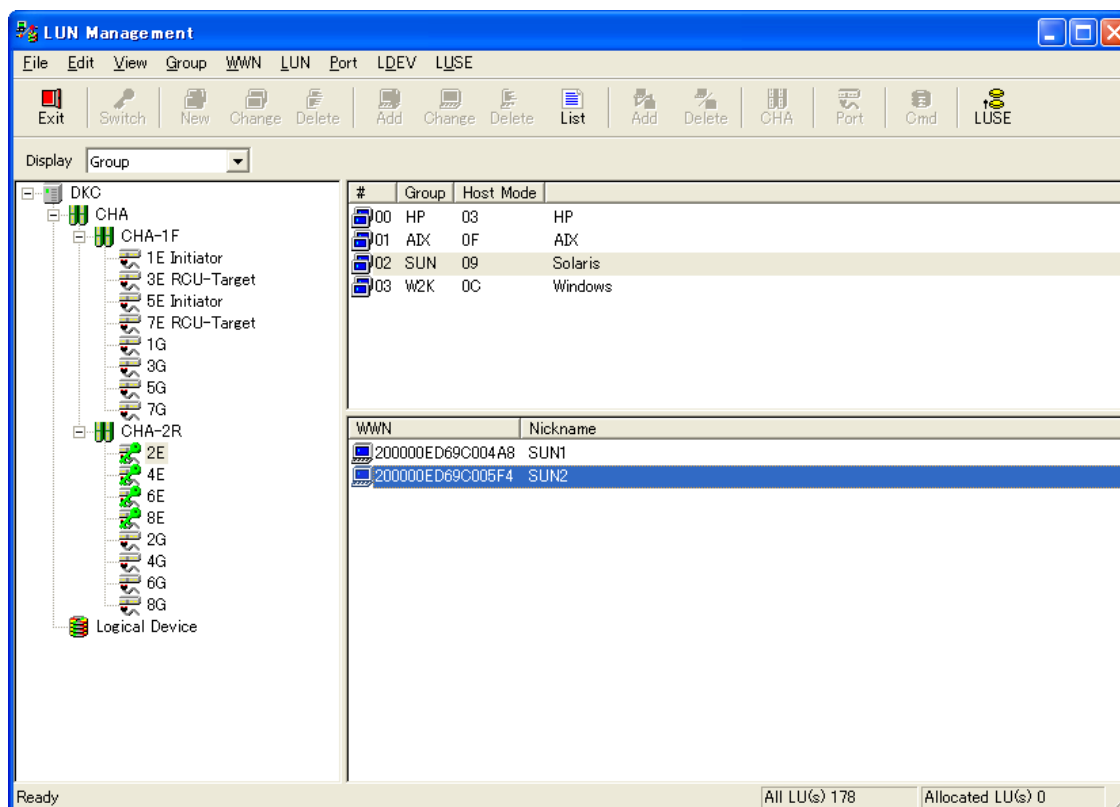 LUN Management
File Edit View Group WWN LUN Port LDEV LUSE
Exit Switch New Change Delete Add Change Delete List Add Delete CHA Port Cmd LUSE
Display Group
DKC
CHA
CHA-1F
1E Initiator
3E RCU-Target
5E Initiator
7E RCU-Target
1G
3G
5G
7G
CHA-2R
2E
4E
6E
8E
2G
4G
6G
8G
Logical Device
# Group Host Mode
00 HP 03 HP
01 AIX 0F AIX
02 SUN 09 Solaris
03 W2K 0C Windows
WWN Nickname
200000ED69C004A8 SUN1
200000ED69C005F4 SUN2
Ready All LU(s) 178 Allocated LU(s) 0